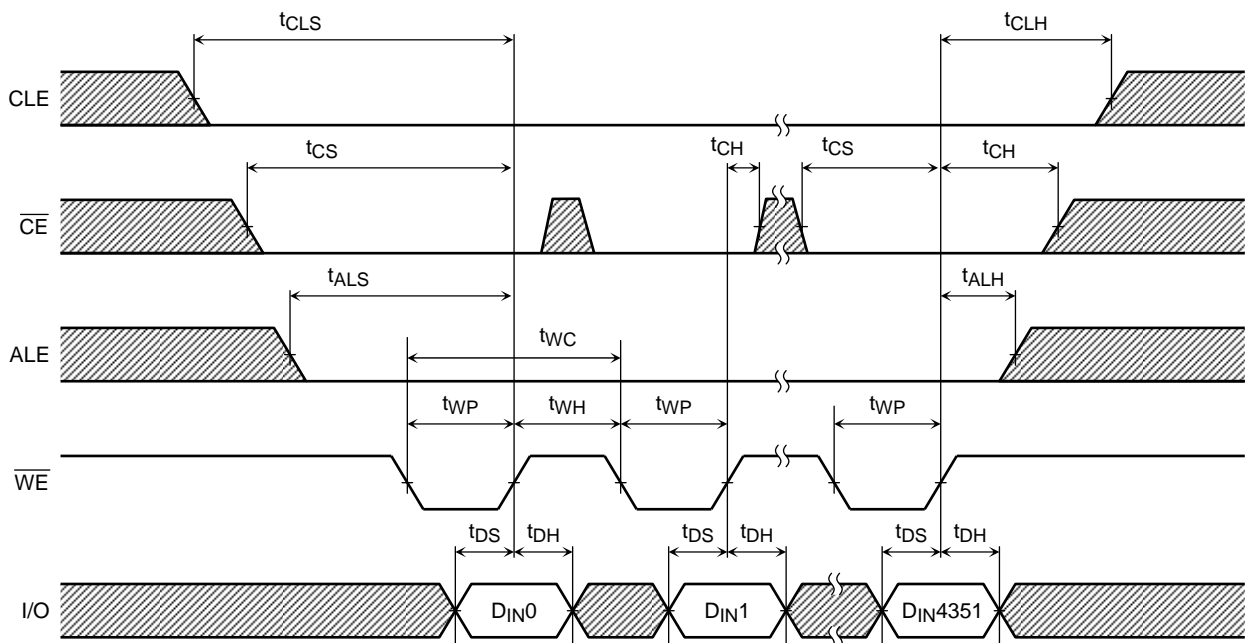 tCLS tCLH
CLE
tCS tCH tCS tCH
CE
tALS tALH
ALE
tWC
tWP tWH tWP tWP
WE
tDS tDH tDS tDH tDS tDH
I/O DIN0 DIN1 DIN4351